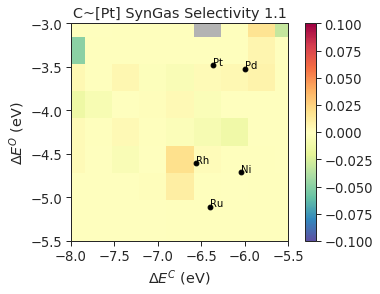 C~[Pt] SynGas Selectivity 1.1
−3.0
−3.5
−4.0
−4.5
−5.0
−5.5
ΔE^O (eV)
Pt
Pd
Rh
Ni
Ru
−8.0 −7.5 −7.0 −6.5 −6.0 −5.5
ΔE^C (eV)
0.100
0.075
0.050
0.025
0.000
−0.025
−0.050
−0.075
−0.100